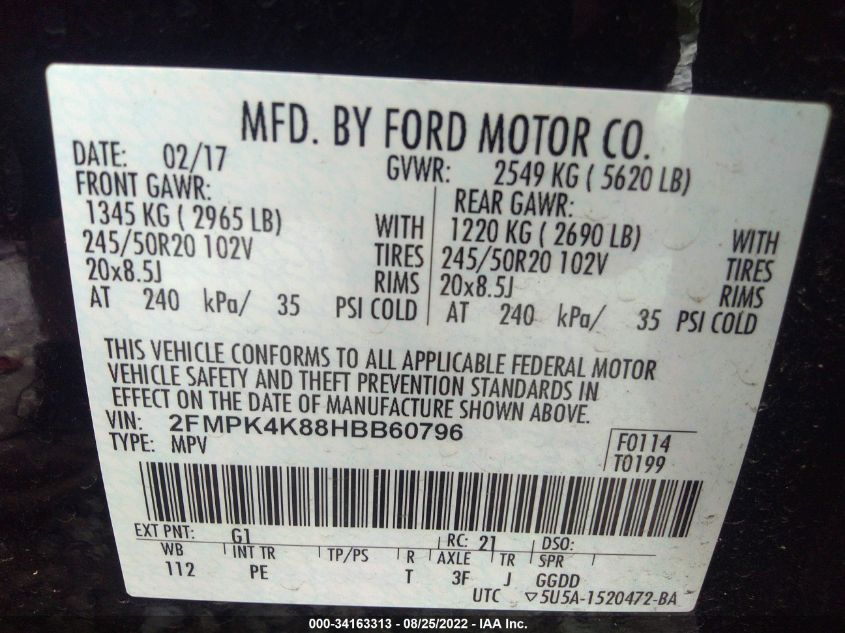 MFD. BY FORD MOTOR CO.
DATE: 02/17 GVWR: 2549 KG ( 5620 LB)
FRONT GAWR: REAR GAWR:
1345 KG ( 2965 LB) WITH 1220 KG ( 2690 LB) WITH
245/50R20 102V TIRES 245/50R20 102V TIRES
20x8.5J RIMS 20x8.5J RIMS
AT 240 kPa/ 35 PSI COLD AT 240 kPa/ 35 PSI COLD
THIS VEHICLE CONFORMS TO ALL APPLICABLE FEDERAL MOTOR
VEHICLE SAFETY AND THEFT PREVENTION STANDARDS IN
EFFECT ON THE DATE OF MANUFACTURE SHOWN ABOVE.
VIN: 2FMPK4K88HBB60796
TYPE: MPV
F0114
T0199
EXT PNT: G1 RC: 21 DSO:
WB INT TR TP/PS R AXLE TR SPR
112 PE T 3F J GGDD
UTC ▽5U5A-1520472-BA
000-34163313 - 08/25/2022 - IAA Inc.